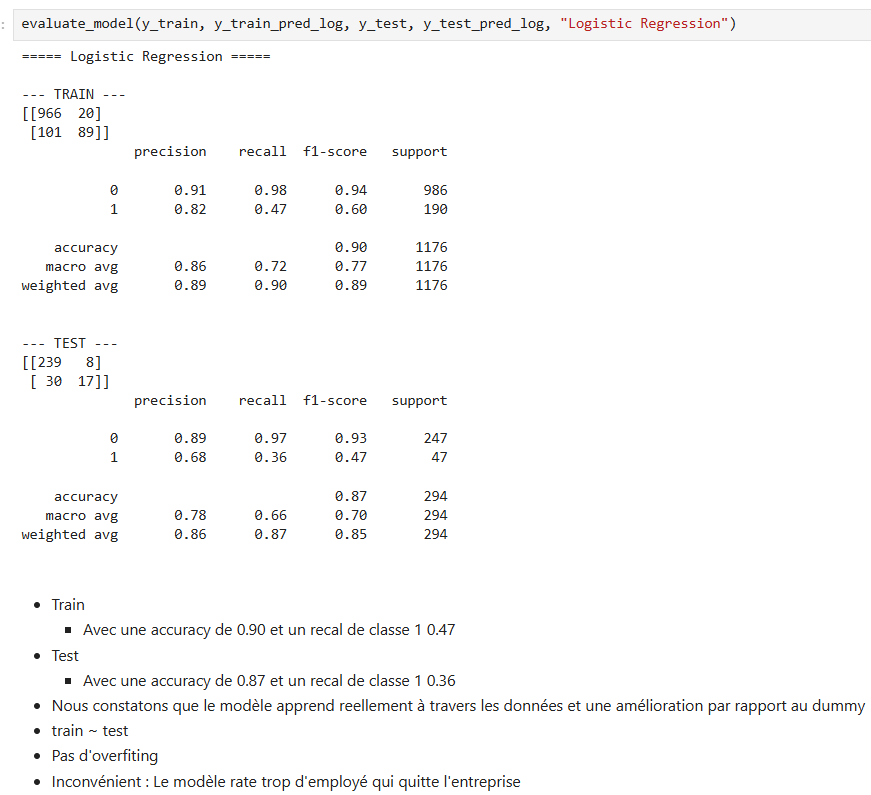 evaluate_model(y_train, y_train_pred_log, y_test, y_test_pred_log, "Logistic Regression")
===== Logistic Regression =====
--- TRAIN ---
[[966  20]
 [101  89]]
              precision    recall  f1-score   support
           0       0.91      0.98      0.94       986
           1       0.82      0.47      0.60       190
    accuracy                           0.90      1176
   macro avg       0.86      0.72      0.77      1176
weighted avg       0.89      0.90      0.89      1176
--- TEST ---
[[239   8]
 [ 30  17]]
              precision    recall  f1-score   support
           0       0.89      0.97      0.93       247
           1       0.68      0.36      0.47        47
    accuracy                           0.87       294
   macro avg       0.78      0.66      0.70       294
weighted avg       0.86      0.87      0.85       294
Train
Avec une accuracy de 0.90 et un recal de classe 1 0.47
Test
Avec une accuracy de 0.87 et un recal de classe 1 0.36
Nous constatons que le modèle apprend reellement à travers les données et une amélioration par rapport au dummy
train ~ test
Pas d'overfiting
Inconvénient : Le modèle rate trop d'employé qui quitte l'entreprise